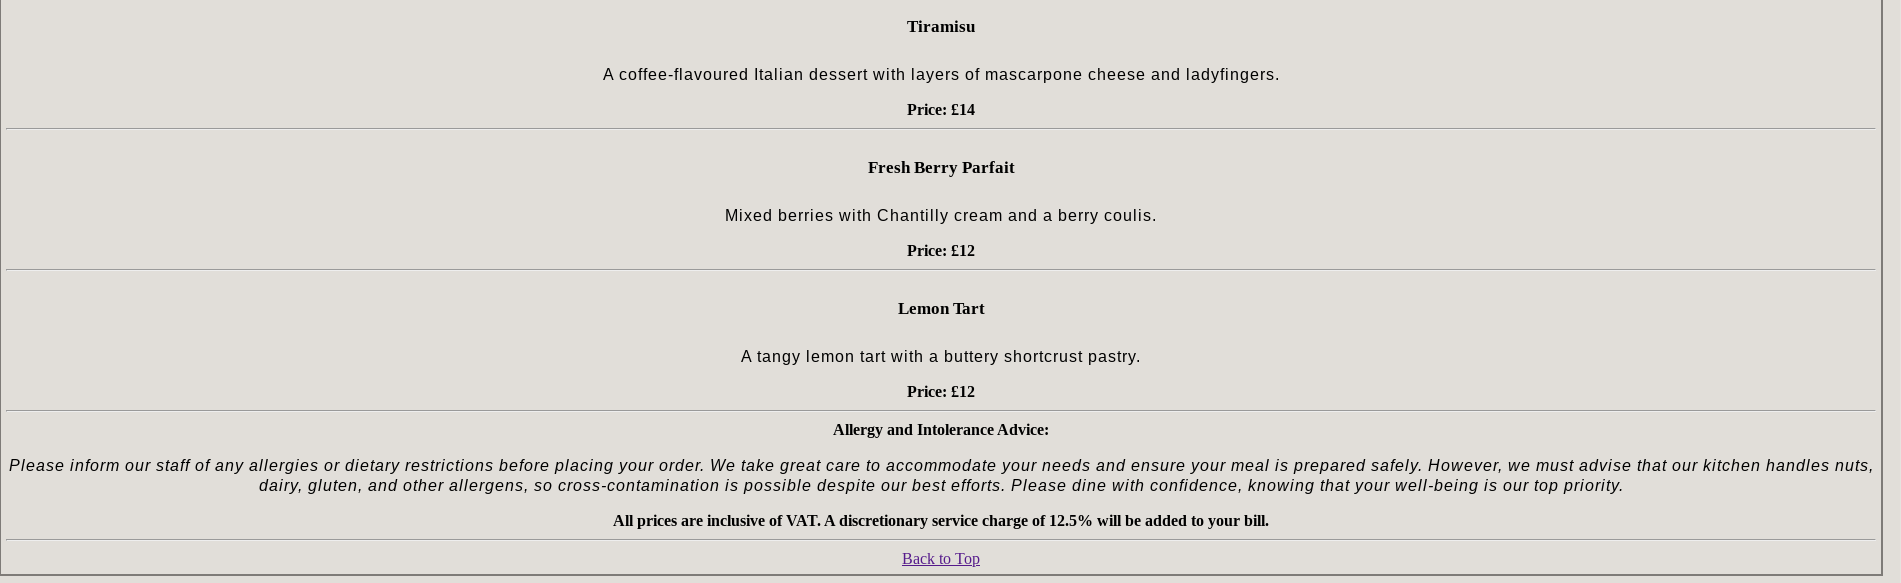 Tiramisu
A coffee-flavoured Italian dessert with layers of mascarpone cheese and ladyfingers.
Price: £14
Fresh Berry Parfait
Mixed berries with Chantilly cream and a berry coulis.
Price: £12
Lemon Tart
A tangy lemon tart with a buttery shortcrust pastry.
Price: £12
Allergy and Intolerance Advice:
Please inform our staff of any allergies or dietary restrictions before placing your order. We take great care to accommodate your needs and ensure your meal is prepared safely. However, we must advise that our kitchen handles nuts,
dairy, gluten, and other allergens, so cross-contamination is possible despite our best efforts. Please dine with confidence, knowing that your well-being is our top priority.
All prices are inclusive of VAT. A discretionary service charge of 12.5% will be added to your bill.
Back to Top